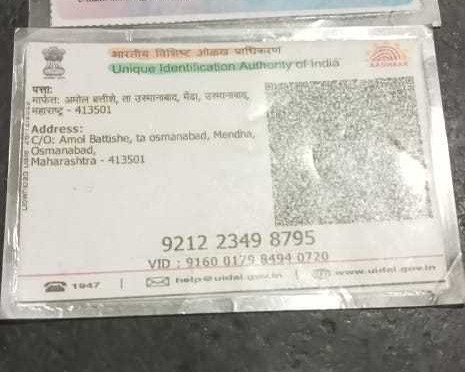 भारतीय विशिष्ट ओळख प्राधिकरण
Unique Identification Authority of India
AADHAAR
पत्ता:
मार्फत: अमोल बत्तीशे, ता उस्मानाबाद, मेंढा, उस्मानाबाद,
महाराष्ट्र - 413501
Address:
C/O: Amol Battishe, ta osmanabad, Mendha,
Osmanabad,
Maharashtra - 413501
9212 2349 8795
VID : 9160 0179 8494 0720
1947 | help@uidai.gov.in | www.uidai.gov.in